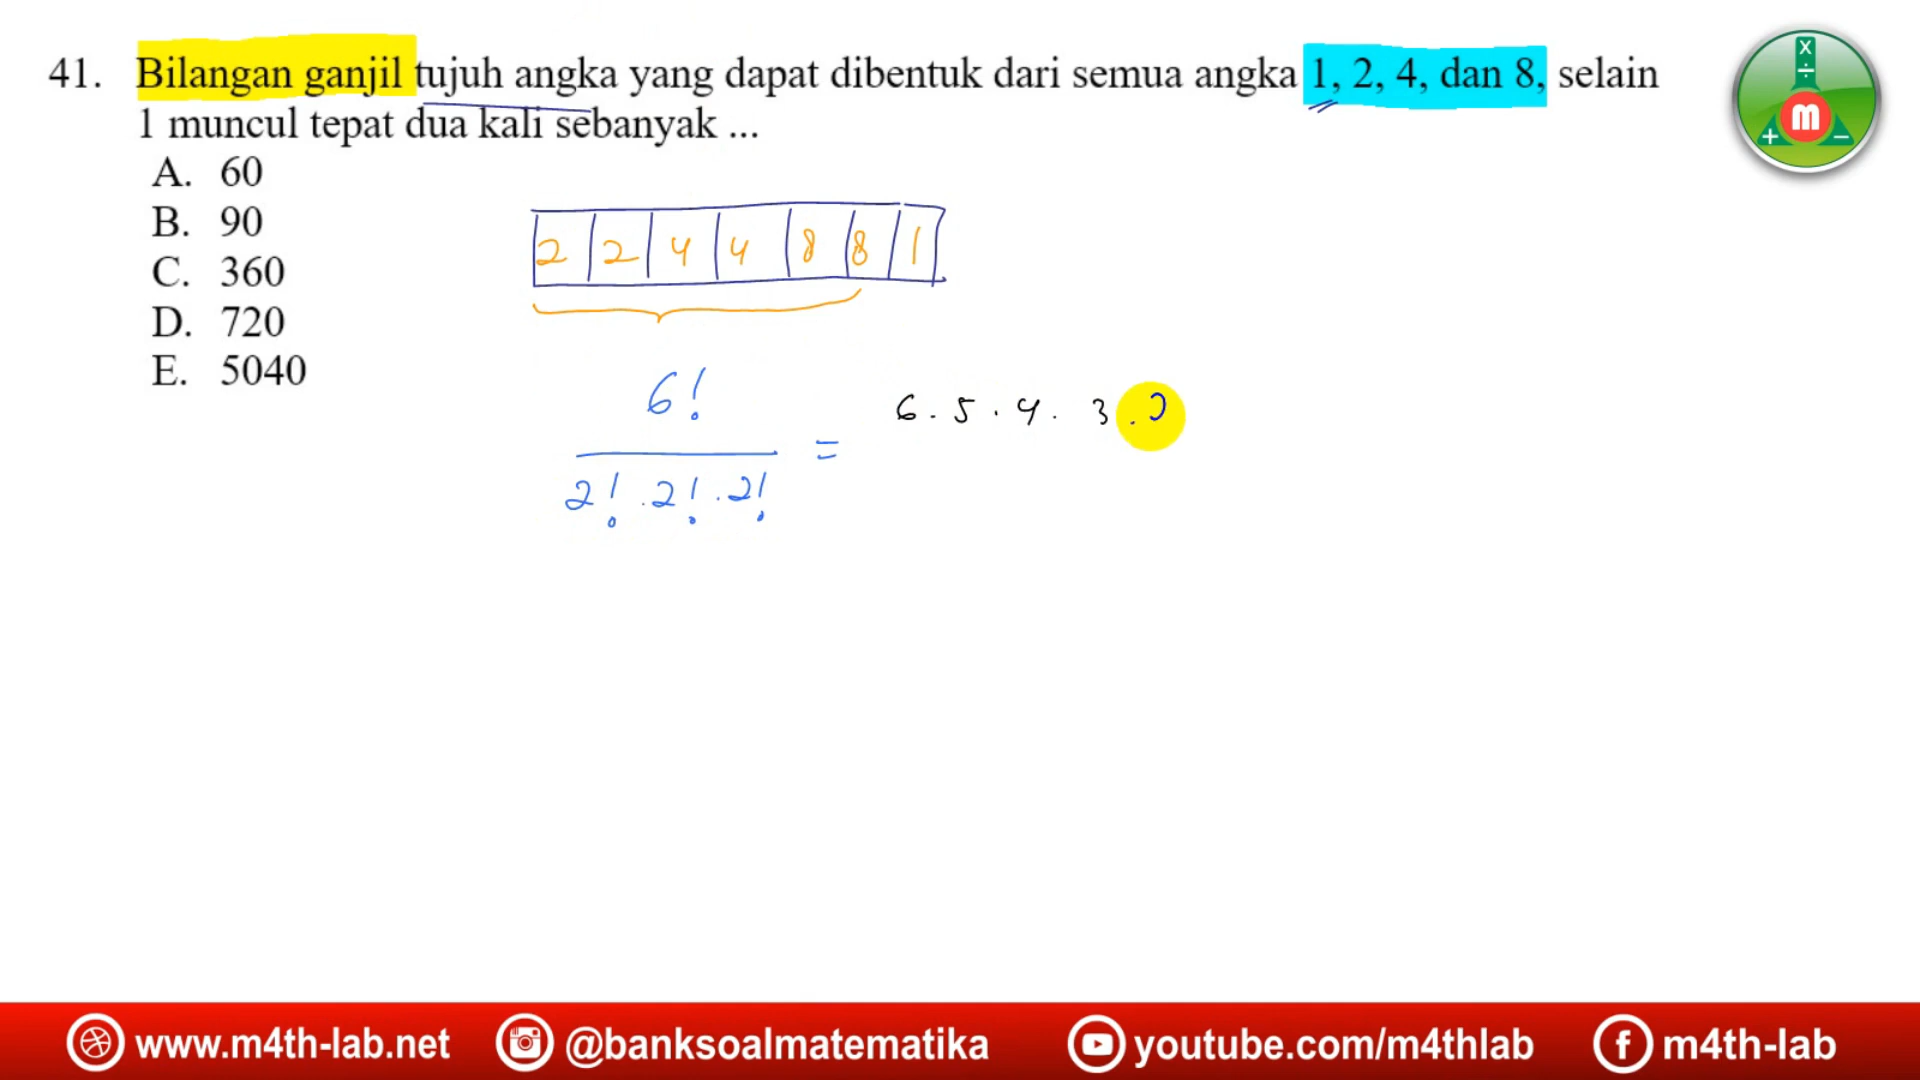 41. Bilangan ganjil tujuh angka yang dapat dibentuk dari semua angka 1, 2, 4, dan 8, selain
1 muncul tepat dua kali sebanyak ...
A. 60
B. 90
C. 360
D. 720
E. 5040
2 2 4 4 8 8 1
6!
2! . 2! . 2!
=
6 . 5 . 4 . 3 .
x ÷ m + −
www.m4th-lab.net @banksoalmatematika youtube.com/m4thlab f m4th-lab